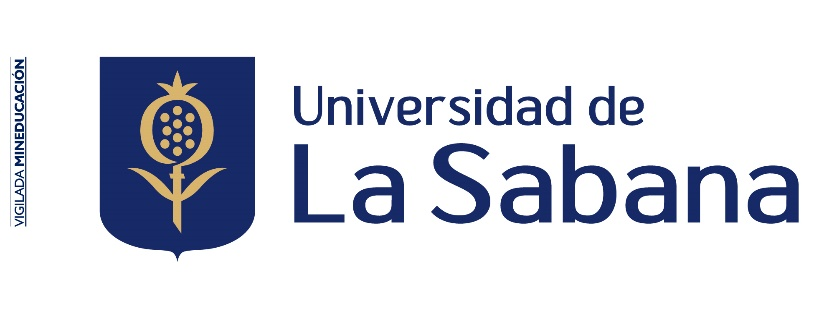 VIGILADA MINEDUCACIÓN
Universidad de
La Sabana